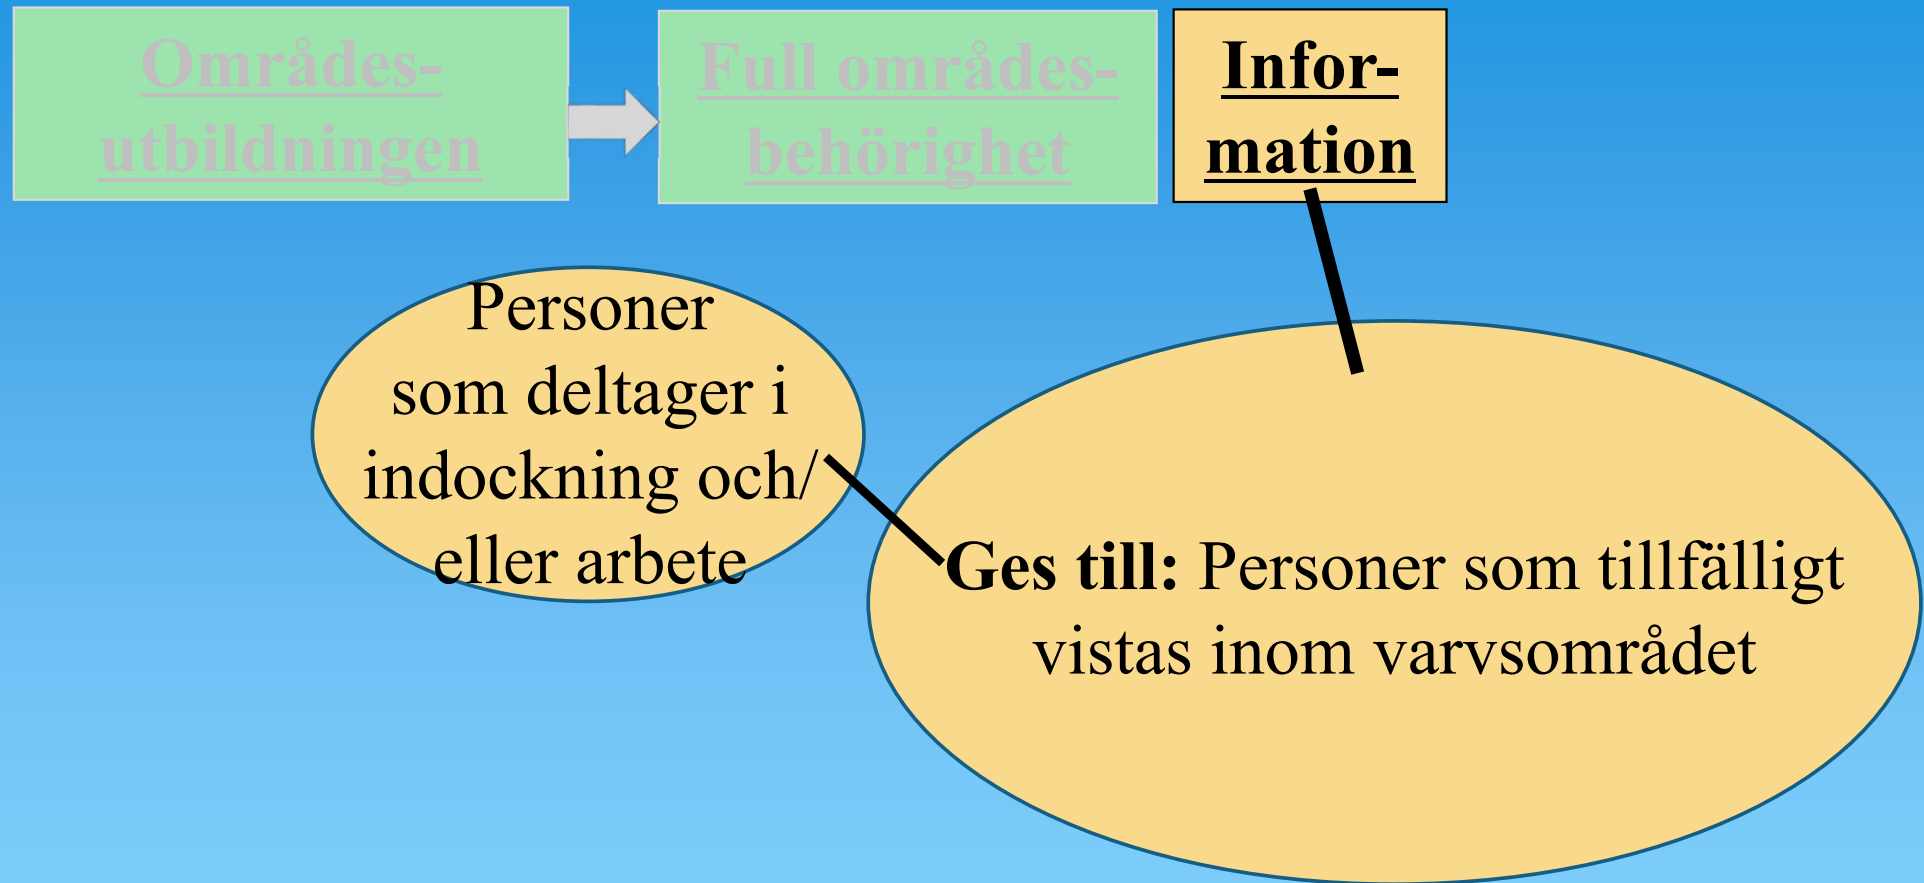 Områdes-
utbildningen
Full områdes-
behörighet
Infor-
mation
Personer
som deltager i
indockning och/
eller arbete
Ges till: Personer som tillfälligt
vistas inom varvsområdet